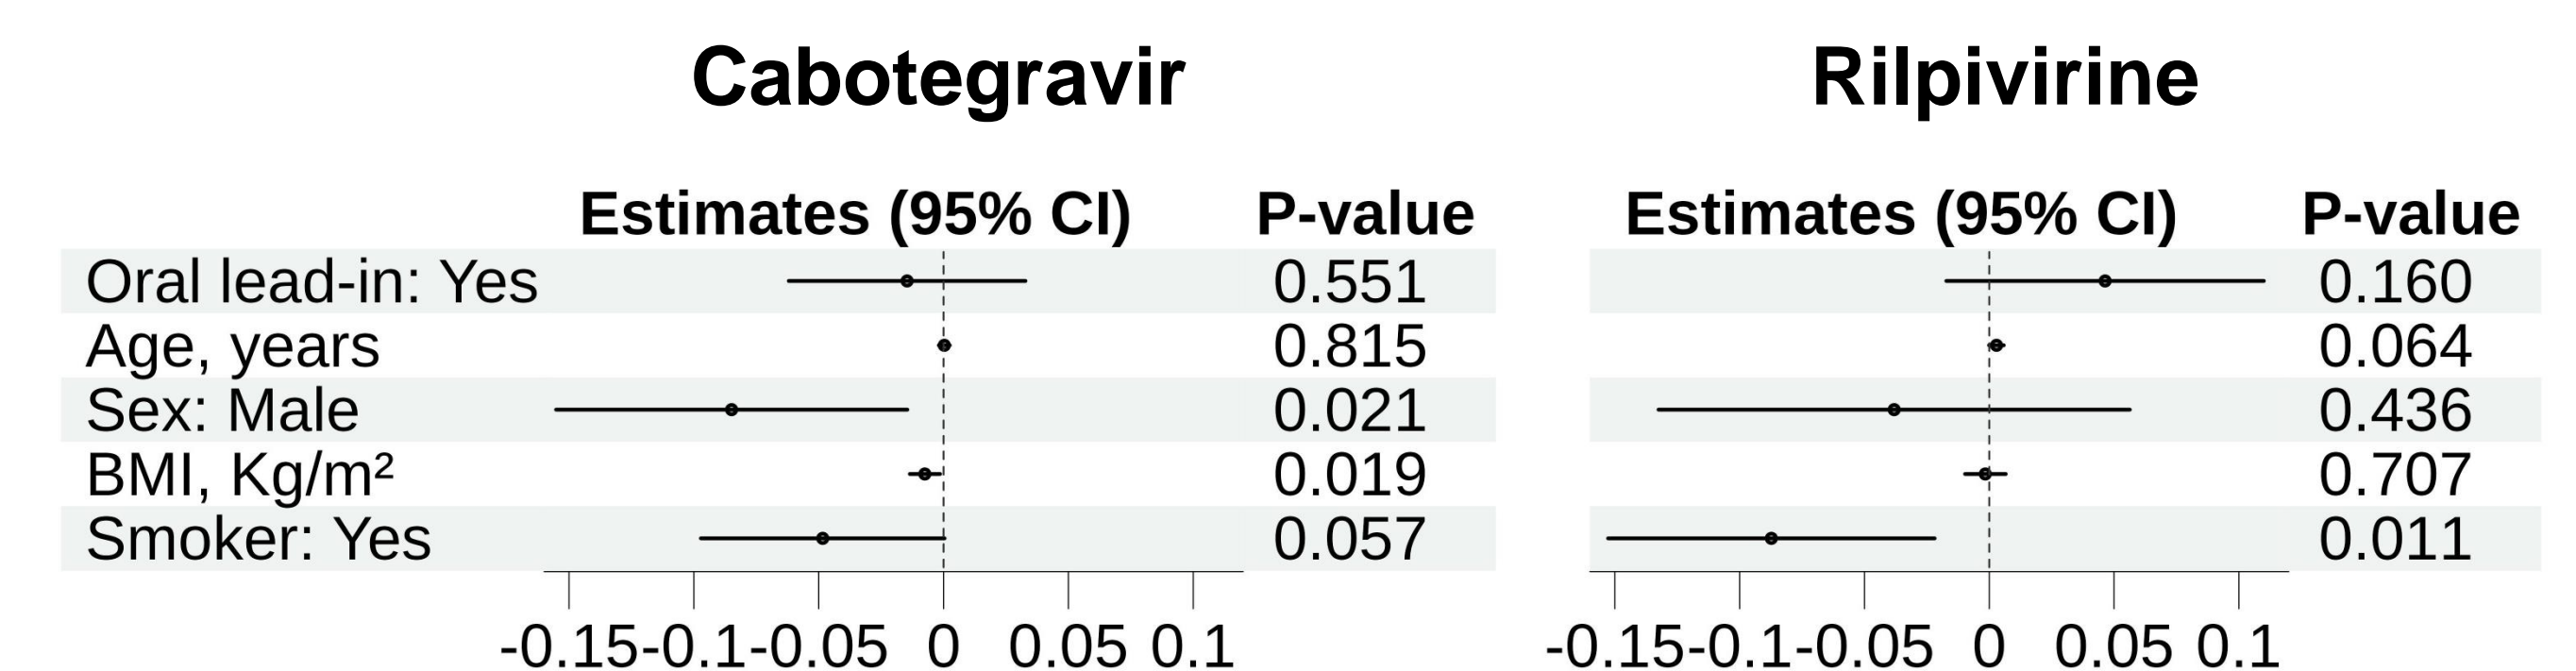 Cabotegravir Rilpivirine
Estimates (95% CI) P-value Estimates (95% CI) P-value
Oral lead-in: Yes 0.551 0.160
Age, years 0.815 0.064
Sex: Male 0.021 0.436
BMI, Kg/m² 0.019 0.707
Smoker: Yes 0.057 0.011
-0.15 -0.1 -0.05 0 0.05 0.1 -0.15 -0.1 -0.05 0 0.05 0.1